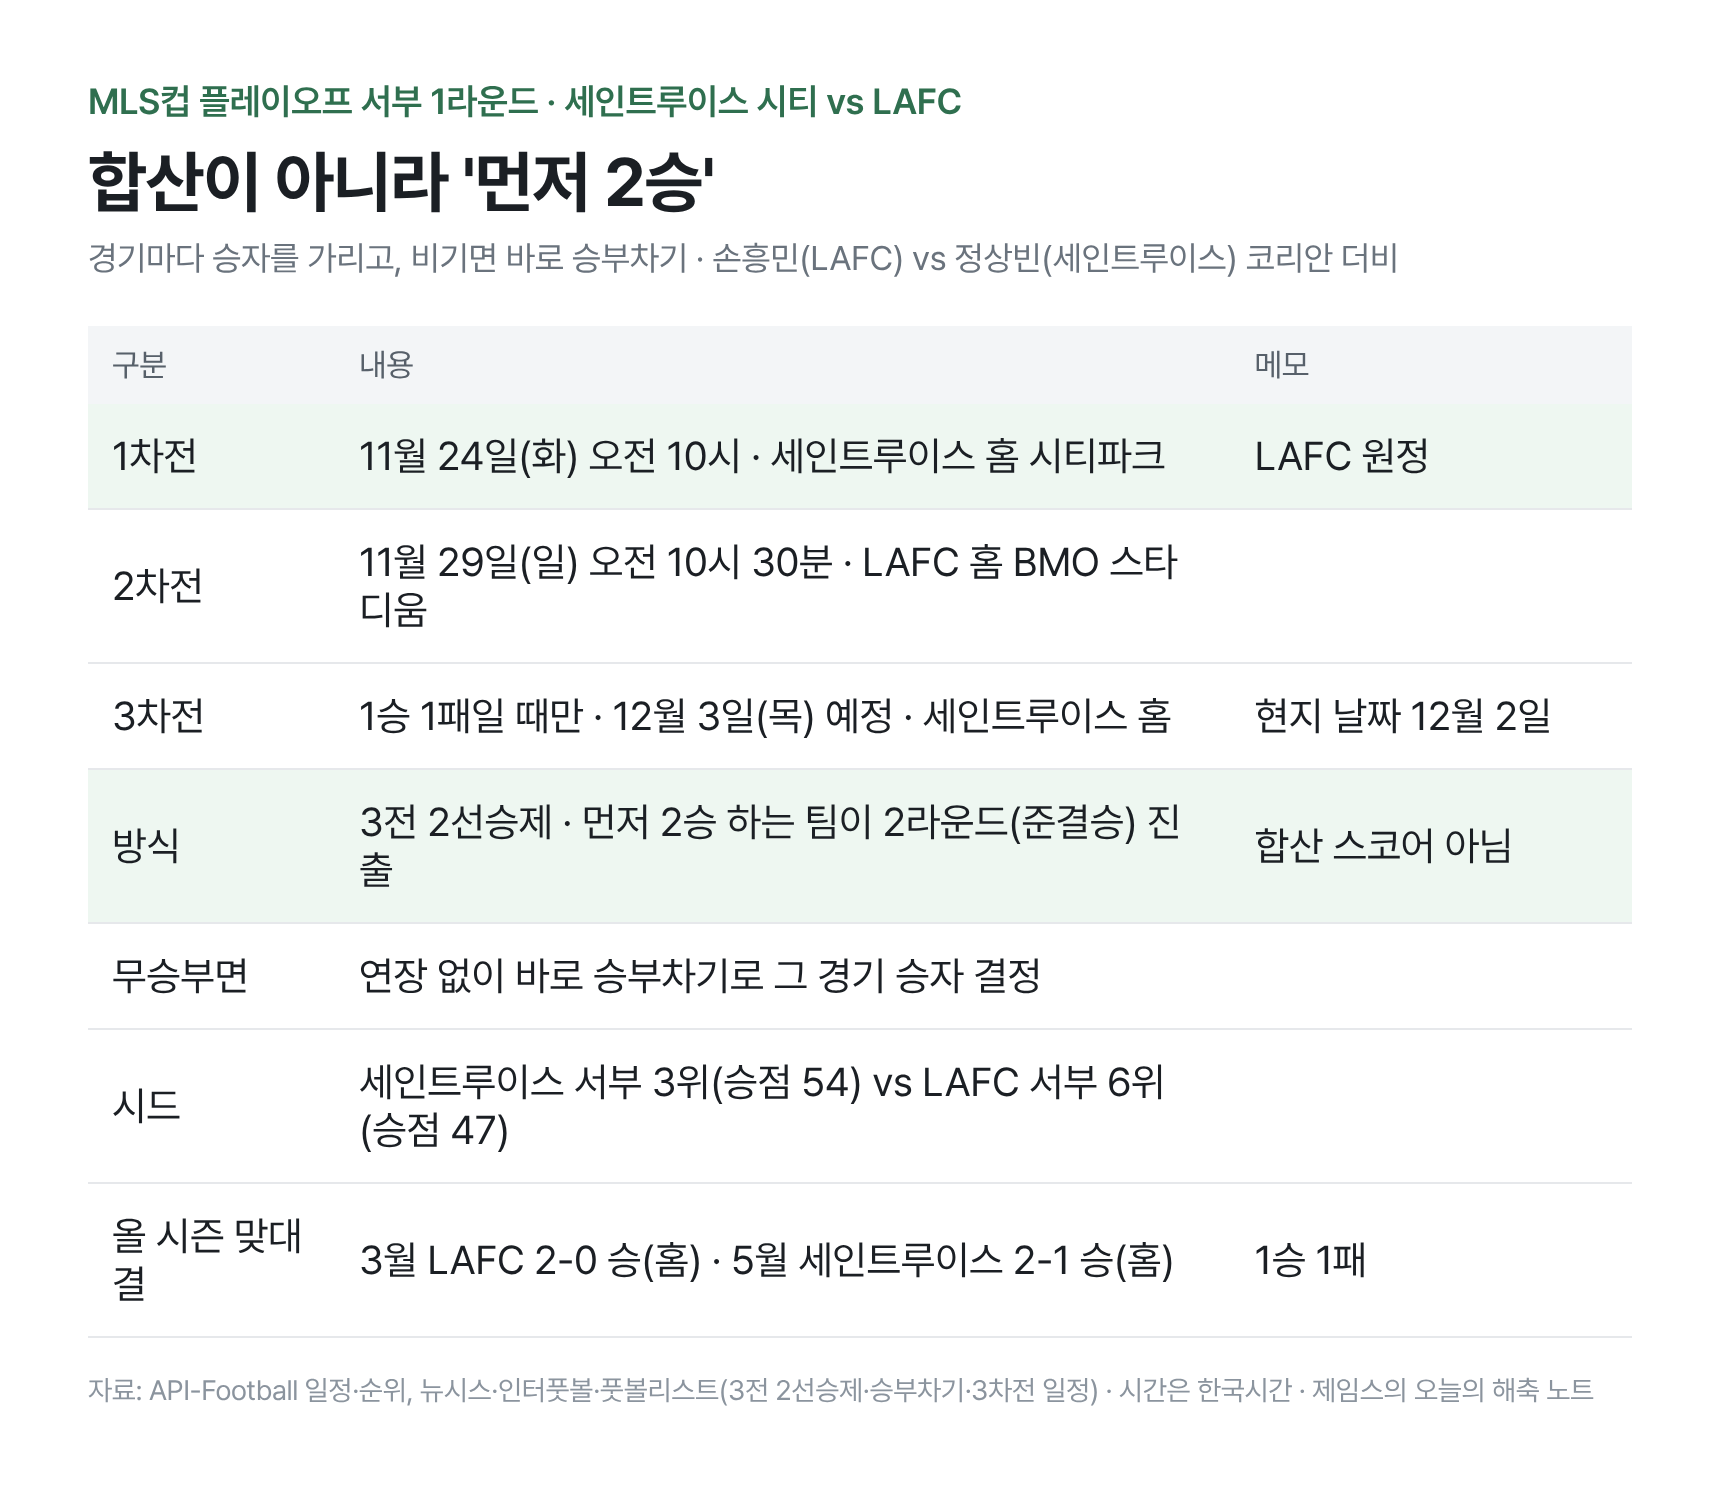 MLS컵 플레이오프 서부 1라운드 · 세인트루이스 시티 vs LAFC
합산이 아니라 '먼저 2승'
경기마다 승자를 가리고, 비기면 바로 승부차기 · 손흥민(LAFC) vs 정상빈(세인트루이스) 코리안 더비
구분 내용 메모
1차전 11월 24일(화) 오전 10시 · 세인트루이스 홈 시티파크 LAFC 원정
2차전 11월 29일(일) 오전 10시 30분 · LAFC 홈 BMO 스타
디움
3차전 1승 1패일 때만 · 12월 3일(목) 예정 · 세인트루이스 홈 현지 날짜 12월 2일
방식 3전 2선승제 · 먼저 2승 하는 팀이 2라운드(준결승) 진
출 합산 스코어 아님
무승부면 연장 없이 바로 승부차기로 그 경기 승자 결정
시드 세인트루이스 서부 3위(승점 54) vs LAFC 서부 6위
(승점 47)
올 시즌 맞대
결 3월 LAFC 2-0 승(홈) · 5월 세인트루이스 2-1 승(홈) 1승 1패
자료: API-Football 일정·순위, 뉴시스·인터풋볼·풋볼리스트(3전 2선승제·승부차기·3차전 일정) · 시간은 한국시간 · 제임스의 오늘의 해축 노트